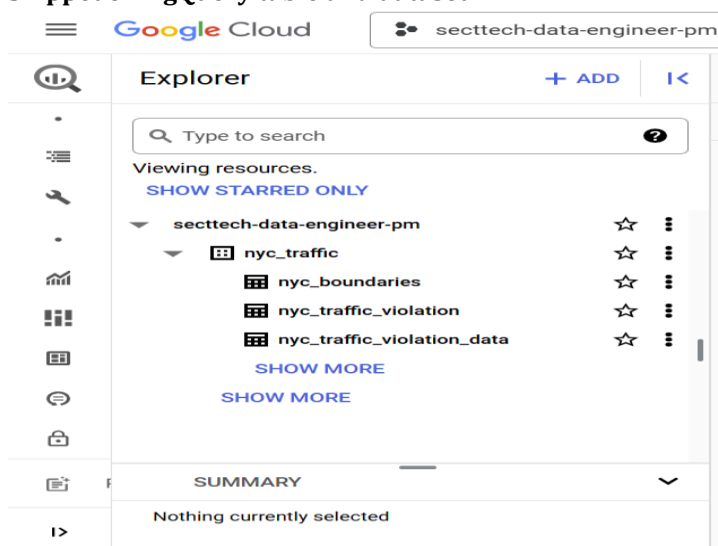 Google Cloud
secttech-data-engineer-pm
Explorer
+ ADD
Type to search
Viewing resources.
SHOW STARRED ONLY
secttech-data-engineer-pm
nyc_traffic
nyc_boundaries
nyc_traffic_violation
nyc_traffic_violation_data
SHOW MORE
SHOW MORE
SUMMARY
Nothing currently selected